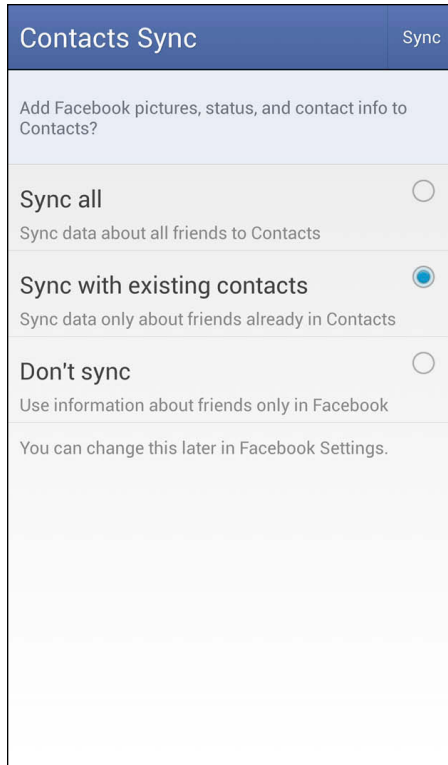 Contacts Sync
Sync
Add Facebook pictures, status, and contact info to
Contacts?
Sync all
Sync data about all friends to Contacts
Sync with existing contacts
Sync data only about friends already in Contacts
Don't sync
Use information about friends only in Facebook
You can change this later in Facebook Settings.